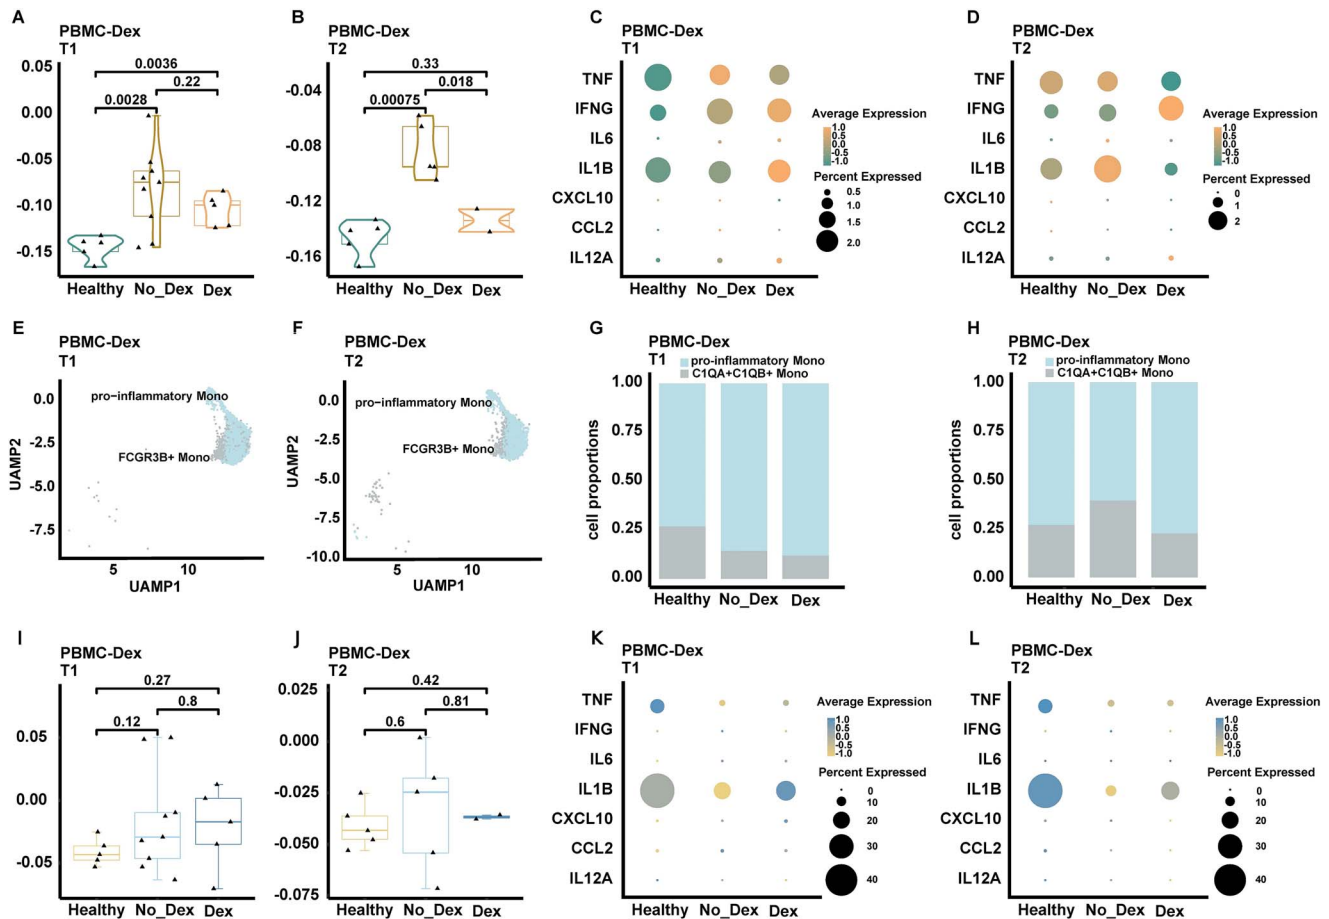 A
PBMC-Dex
T1
0.05
0.00
-0.05
-0.10
-0.15
0.0036
0.22
0.0028
Healthy No_Dex Dex
B
PBMC-Dex
T2
-0.04
-0.08
-0.12
-0.16
0.33
0.018
0.00075
Healthy No_Dex Dex
C
PBMC-Dex
T1
TNF
IFNG
IL6
IL1B
CXCL10
CCL2
IL12A
Healthy No_Dex Dex
Average Expression
1.0
0.5
0.0
-0.5
-1.0
Percent Expressed
0.5
1.0
1.5
2.0
D
PBMC-Dex
T2
TNF
IFNG
IL6
IL1B
CXCL10
CCL2
IL12A
Healthy No_Dex Dex
Average Expression
1.0
0.5
0.0
-0.5
-1.0
Percent Expressed
0
1
2
E
PBMC-Dex
T1
UAMP2
0.0
-2.5
-5.0
-7.5
pro-inflammatory Mono
FCGR3B+ Mono
5 10
UAMP1
F
PBMC-Dex
T2
UAMP2
0.0
-2.5
-5.0
-7.5
-10.0
pro-inflammatory Mono
FCGR3B+ Mono
5 10
UAMP1
G
PBMC-Dex
T1
pro-inflammatory Mono
C1QA+C1QB+ Mono
cell proportions
1.00
0.75
0.50
0.25
0.00
Healthy No_Dex Dex
H
PBMC-Dex
T2
pro-inflammatory Mono
C1QA+C1QB+ Mono
cell proportions
1.00
0.75
0.50
0.25
0.00
Healthy No_Dex Dex
I
PBMC-Dex
T1
0.05
0.00
-0.05
0.27
0.8
0.12
Healthy No_Dex Dex
J
PBMC-Dex
T2
0.025
0.000
-0.025
-0.050
-0.075
0.42
0.81
0.6
Healthy No_Dex Dex
K
PBMC-Dex
T1
TNF
IFNG
IL6
IL1B
CXCL10
CCL2
IL12A
Healthy No_Dex Dex
Average Expression
1.0
0.5
0.0
-0.5
-1.0
Percent Expressed
0
10
20
30
40
L
PBMC-Dex
T2
TNF
IFNG
IL6
IL1B
CXCL10
CCL2
IL12A
Healthy No_Dex Dex
Average Expression
1.0
0.5
0.0
-0.5
-1.0
Percent Expressed
0
10
20
30
40